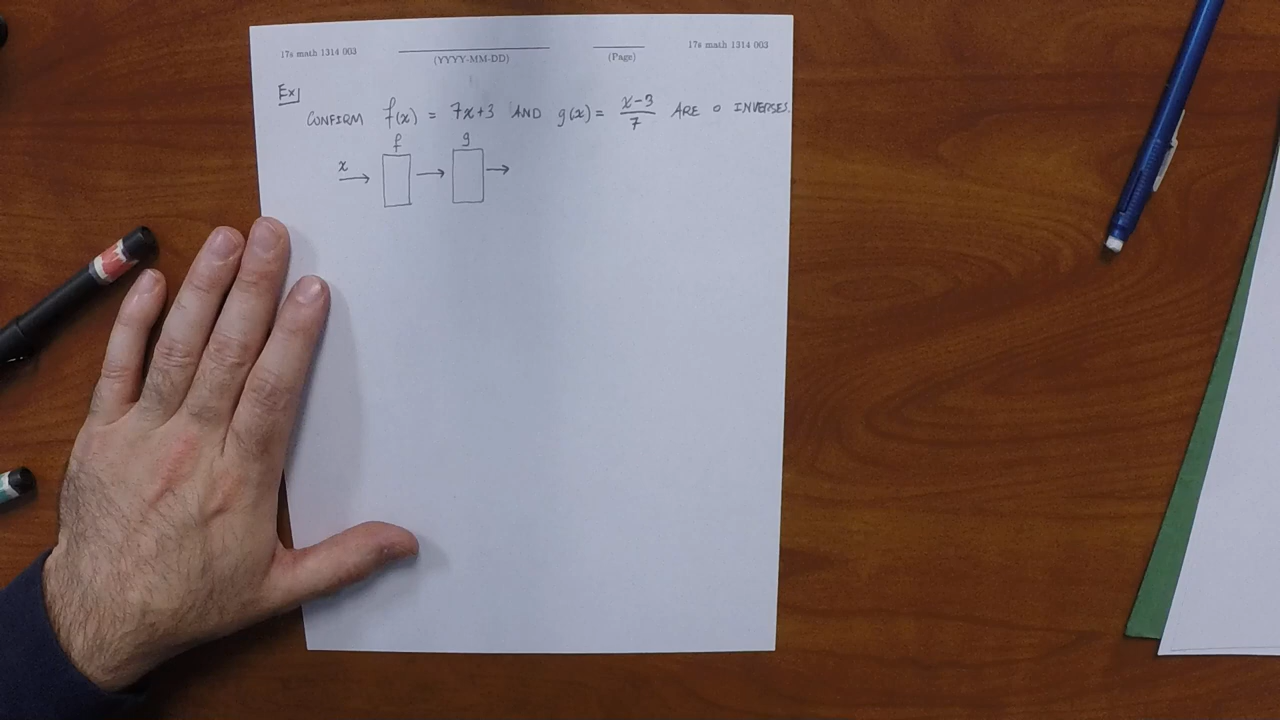 17s math 1314 003 (YYYY-MM-DD) (Page) 17s math 1314 003
Ex
CONFIRM f(x) = 7x+3 AND g(x) = \frac{x-3}{7} ARE o INVERSES.
f g
x → → →